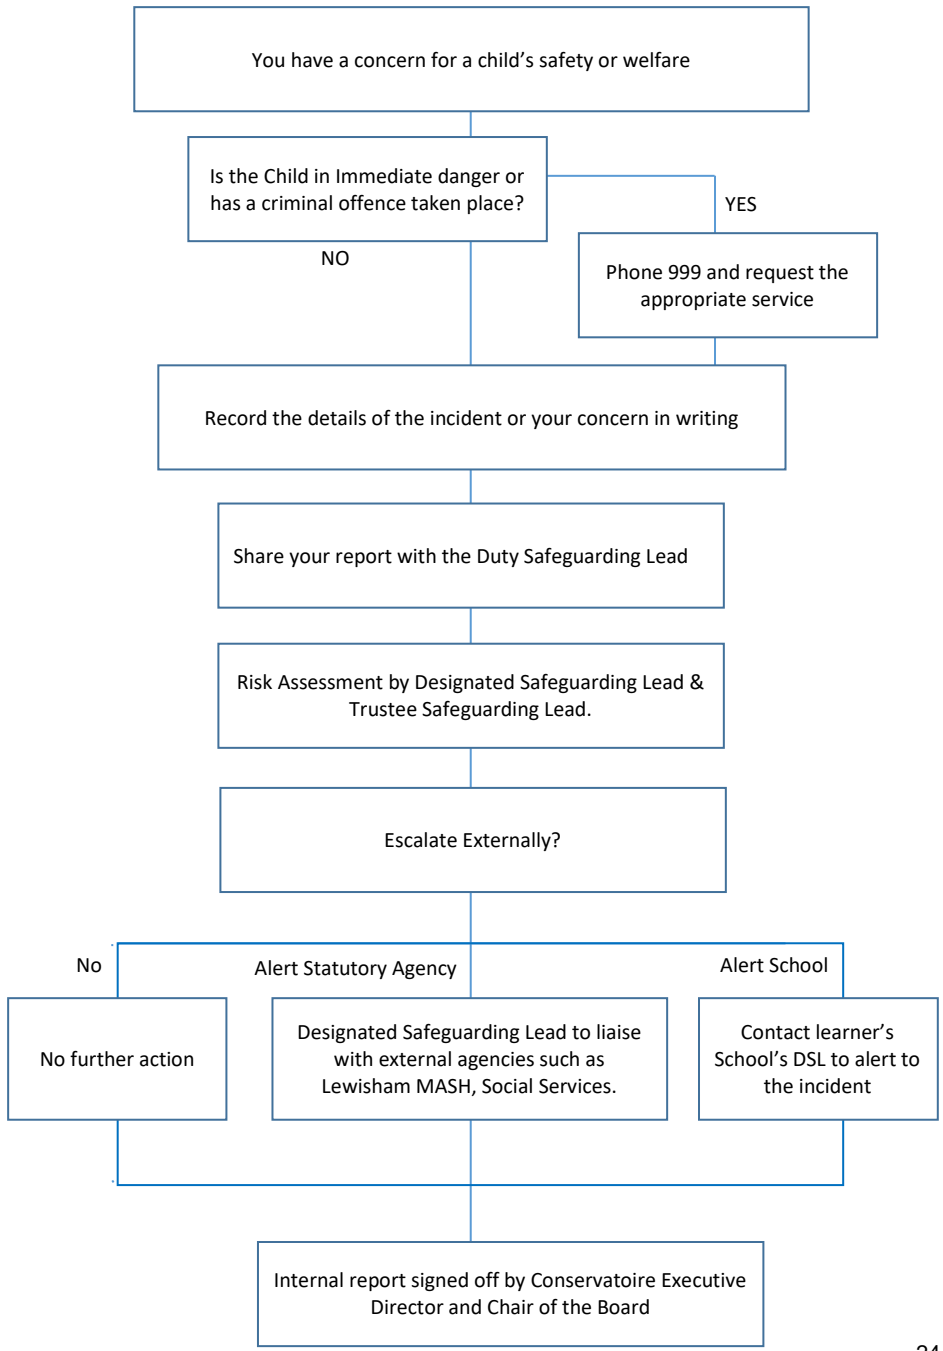 You have a concern for a child’s safety or welfare
Is the Child in Immediate danger or
has a criminal offence taken place?
YES
NO
Phone 999 and request the
appropriate service
Record the details of the incident or your concern in writing
Share your report with the Duty Safeguarding Lead
Risk Assessment by Designated Safeguarding Lead &
Trustee Safeguarding Lead.
Escalate Externally?
No
Alert Statutory Agency
Alert School
No further action
Designated Safeguarding Lead to liaise
with external agencies such as
Lewisham MASH, Social Services.
Contact learner’s
School’s DSL to alert to
the incident
Internal report signed off by Conservatoire Executive
Director and Chair of the Board